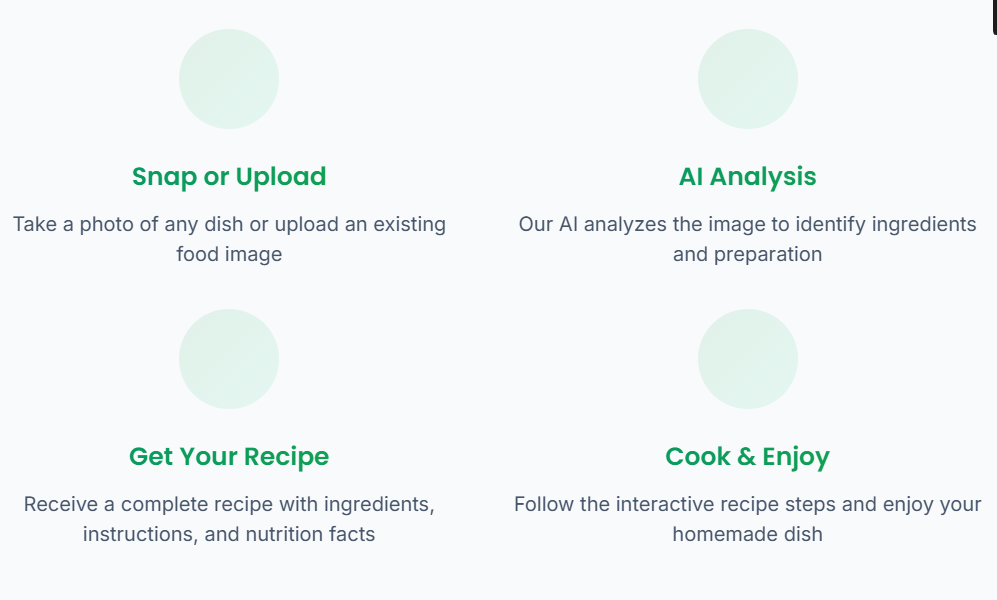 Snap or Upload
Take a photo of any dish or upload an existing
food image
AI Analysis
Our AI analyzes the image to identify ingredients
and preparation
Get Your Recipe
Receive a complete recipe with ingredients,
instructions, and nutrition facts
Cook & Enjoy
Follow the interactive recipe steps and enjoy your
homemade dish